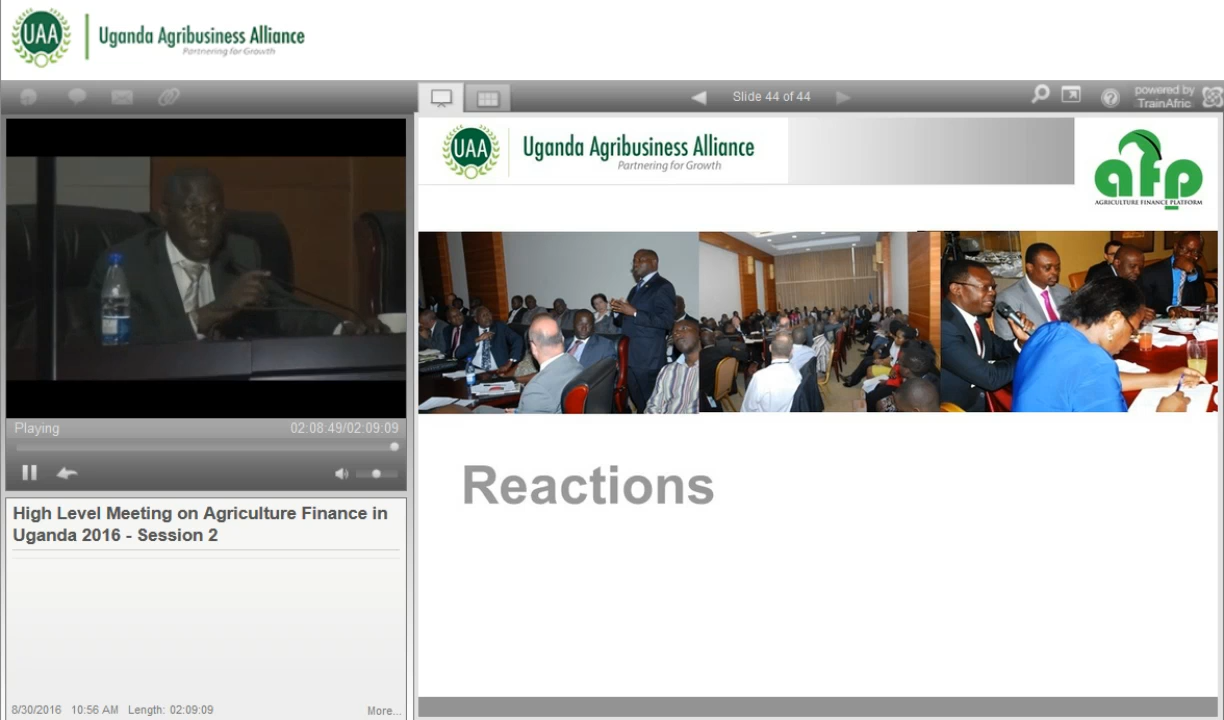 UAA
Uganda Agribusiness Alliance
Partnering for Growth
Slide 44 of 44
powered by
TrainAfric
UAA
Uganda Agribusiness Alliance
Partnering for Growth
afp
AGRICULTURE FINANCE PLATFORM
Playing
02:08:49/02:09:09
Reactions
High Level Meeting on Agriculture Finance in
Uganda 2016 - Session 2
8/30/2016 10:56 AM Length: 02:09:09
More...